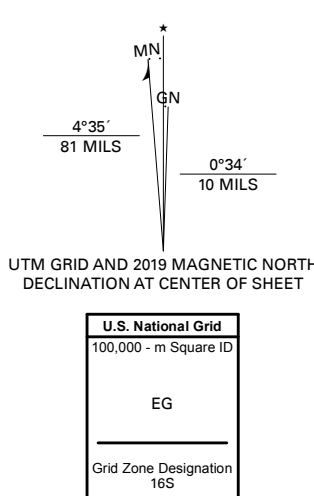 ★
MN
GN
4°35´
81 MILS
0°34´
10 MILS
UTM GRID AND 2019 MAGNETIC NORTH
DECLINATION AT CENTER OF SHEET
U.S. National Grid
100,000 - m Square ID
EG
Grid Zone Designation
16S